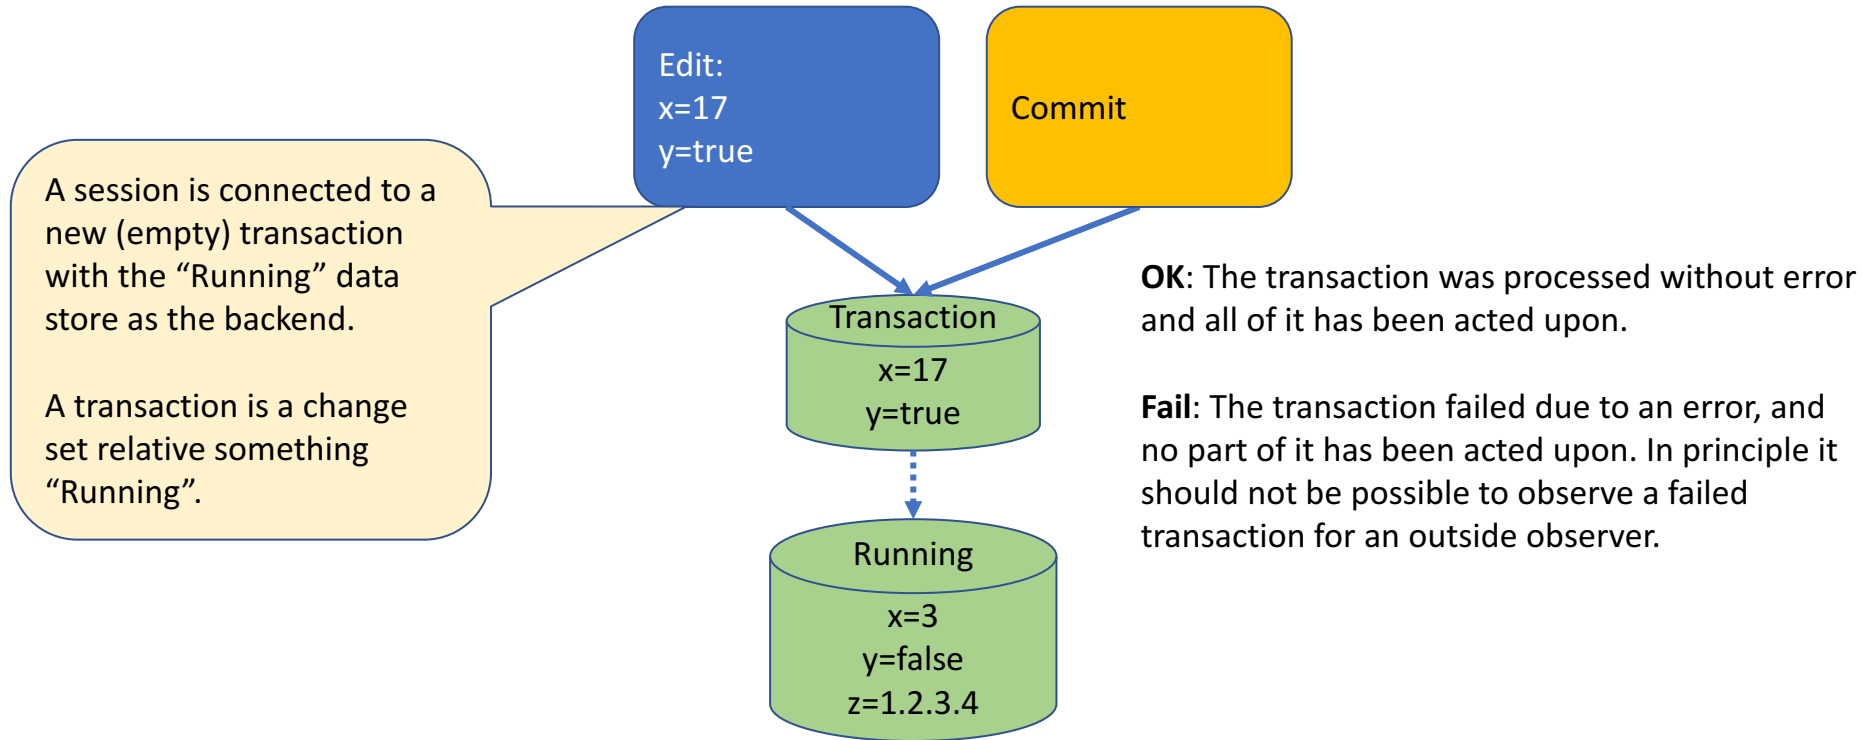 Edit:
x=17
y=true
Commit
A session is connected to a
new (empty) transaction
with the “Running” data
store as the backend.
A transaction is a change
set relative something
“Running”.
Transaction
x=17
y=true
Running
x=3
y=false
z=1.2.3.4
OK: The transaction was processed without error
and all of it has been acted upon.
Fail: The transaction failed due to an error, and
no part of it has been acted upon. In principle it
should not be possible to observe a failed
transaction for an outside observer.